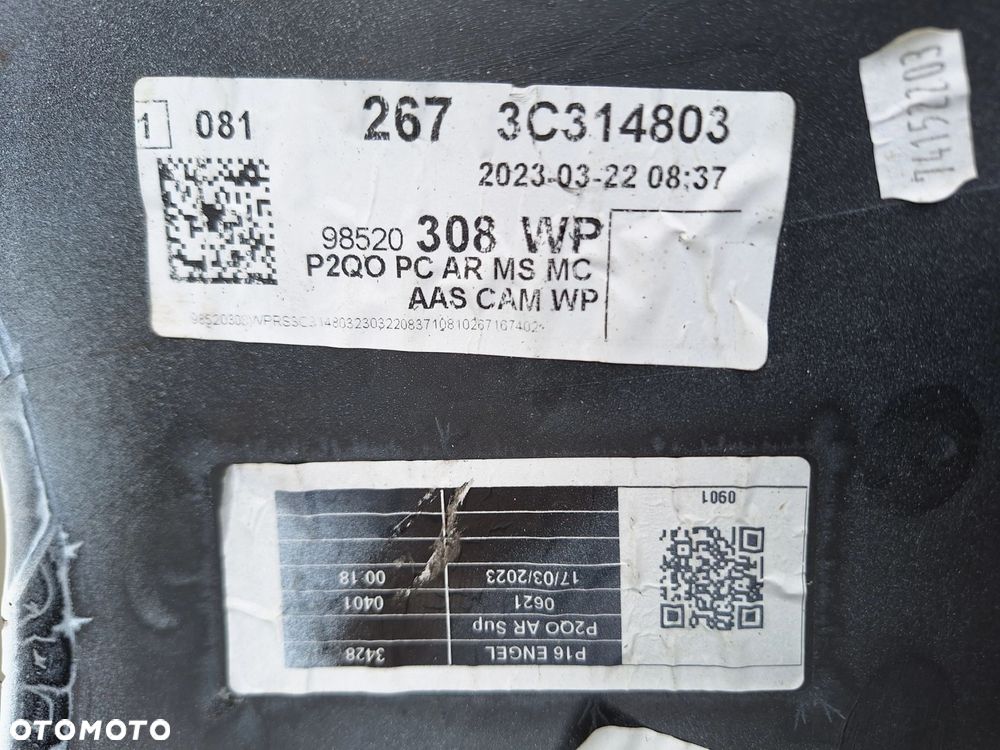 1 081 267 3C314803
2023-03-22 08:37
98520 308 WP
P2QO PC AR MS MC
AAS CAM WP
74152203
0901
P16 ENGEL 3428
P2QO AR Sup
0621 0401
17/03/2023 00:18
OTOMOTO